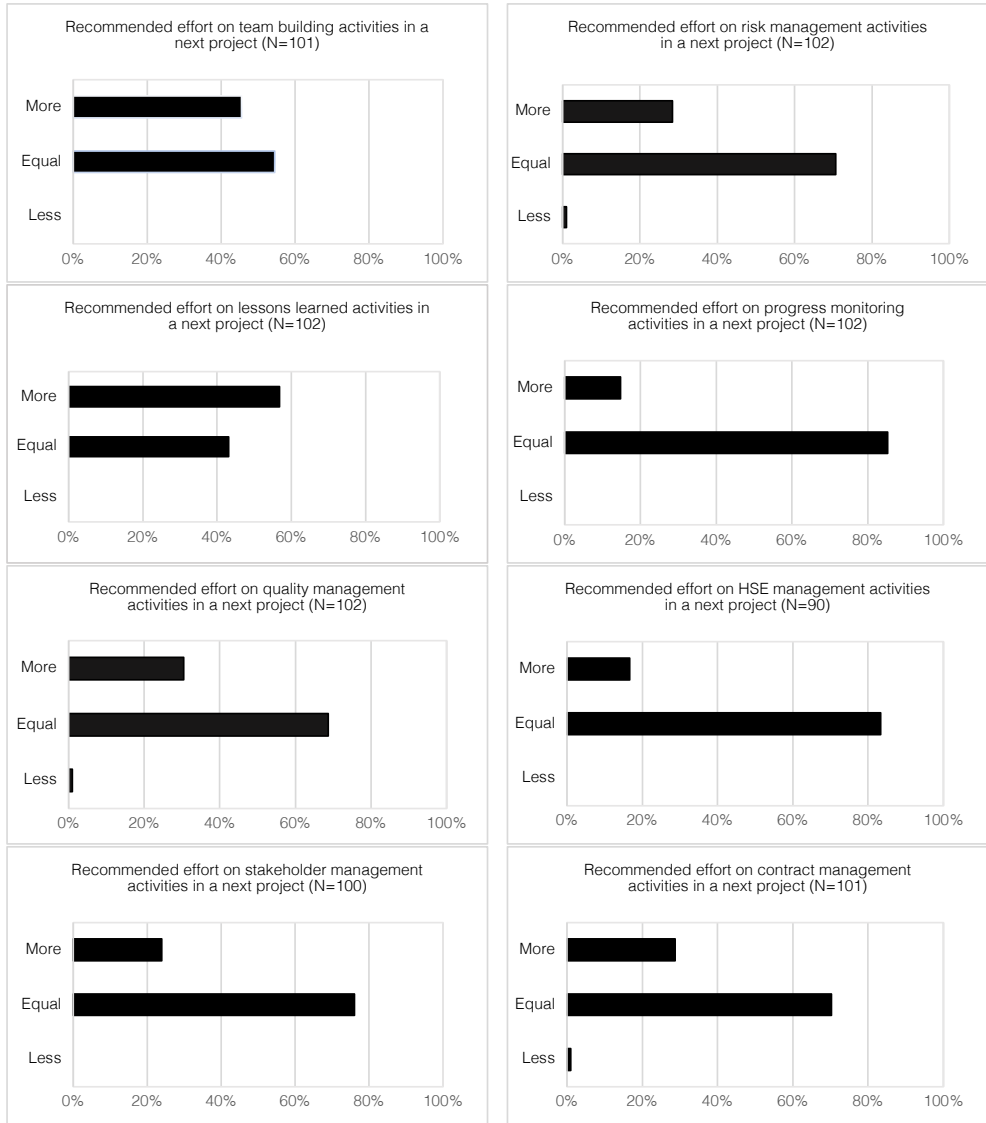 Recommended effort on team building activities in a
next project (N=101)
More
Equal
Less
0% 20% 40% 60% 80% 100%
Recommended effort on risk management activities
in a next project (N=102)
More
Equal
Less
0% 20% 40% 60% 80% 100%
Recommended effort on lessons learned activities in
a next project (N=102)
More
Equal
Less
0% 20% 40% 60% 80% 100%
Recommended effort on progress monitoring
activities in a next project (N=102)
More
Equal
Less
0% 20% 40% 60% 80% 100%
Recommended effort on quality management
activities in a next project (N=102)
More
Equal
Less
0% 20% 40% 60% 80% 100%
Recommended effort on HSE management activities
in a next project (N=90)
More
Equal
Less
0% 20% 40% 60% 80% 100%
Recommended effort on stakeholder management
activities in a next project (N=100)
More
Equal
Less
0% 20% 40% 60% 80% 100%
Recommended effort on contract management
activities in a next project (N=101)
More
Equal
Less
0% 20% 40% 60% 80% 100%